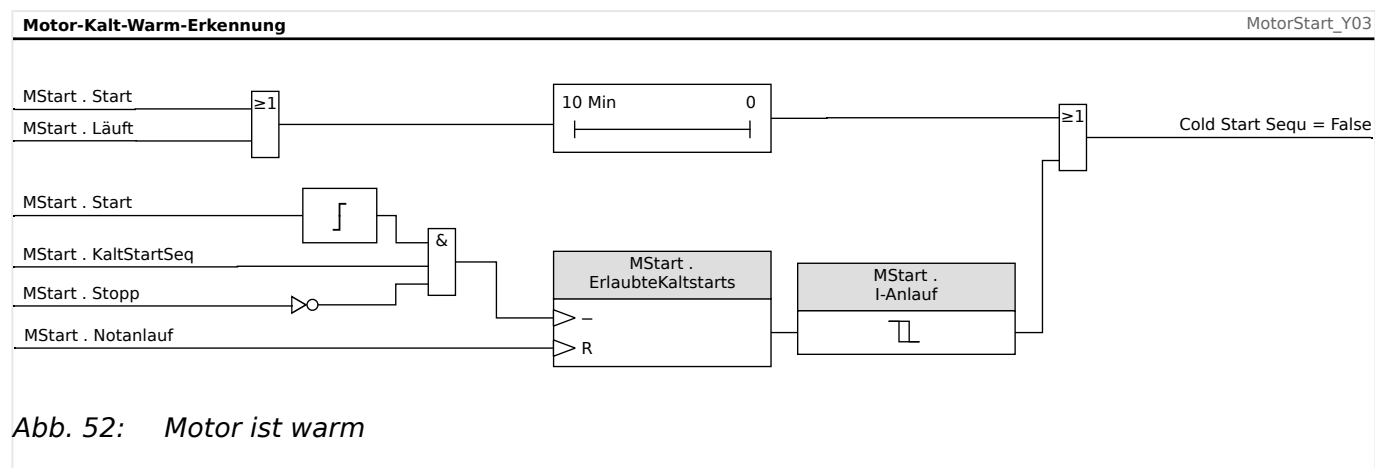 Motor-Kalt-Warm-Erkennung
MotorStart_Y03
MStart . Start
MStart . Läuft
≥1
10 Min 0
≥1
Cold Start Sequ = False
MStart . Start
MStart . KaltStartSeq
MStart . Stopp
MStart . Notanlauf
&
MStart .
ErlaubteKaltstarts
–
R
MStart .
I-Anlauf
Abb. 52: Motor ist warm